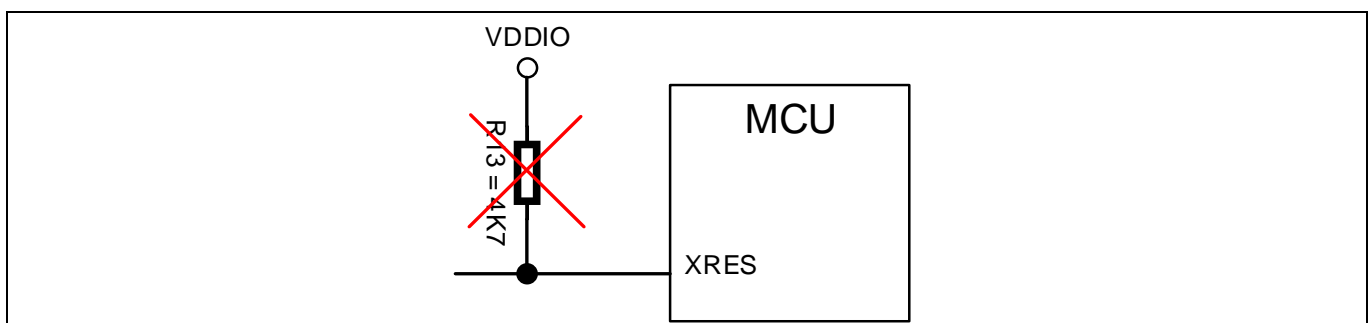 VDDIO
MCU
R13 = 4K7
XRES